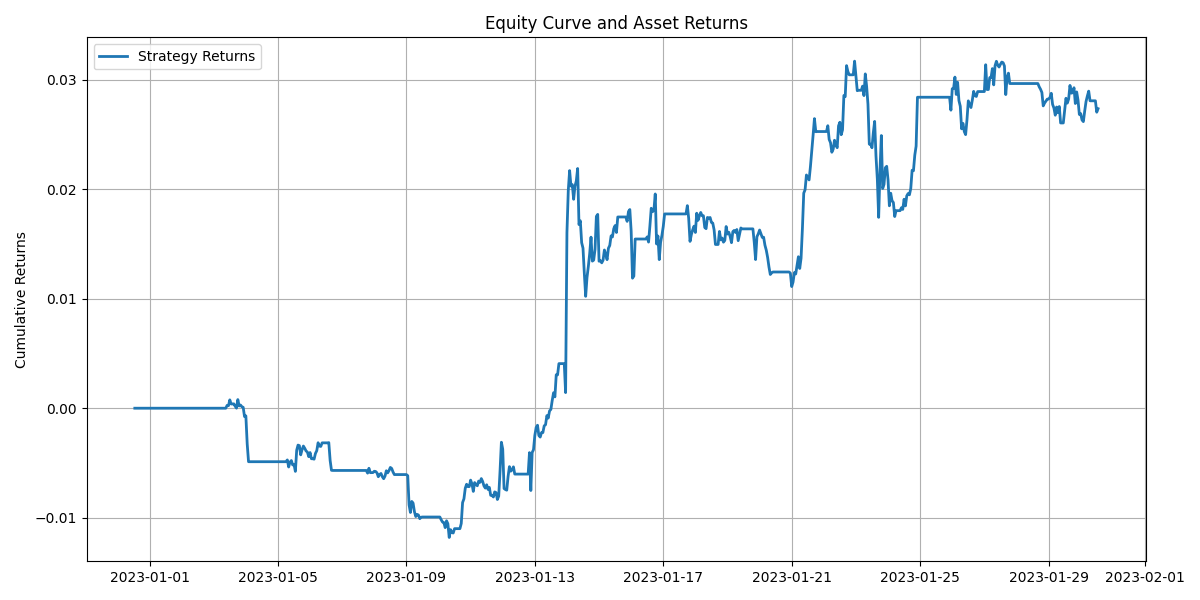 Equity Curve and Asset Returns
Strategy Returns
Cumulative Returns
0.03
0.02
0.01
0.00
−0.01
2023-01-01 2023-01-05 2023-01-09 2023-01-13 2023-01-17 2023-01-21 2023-01-25 2023-01-29 2023-02-01